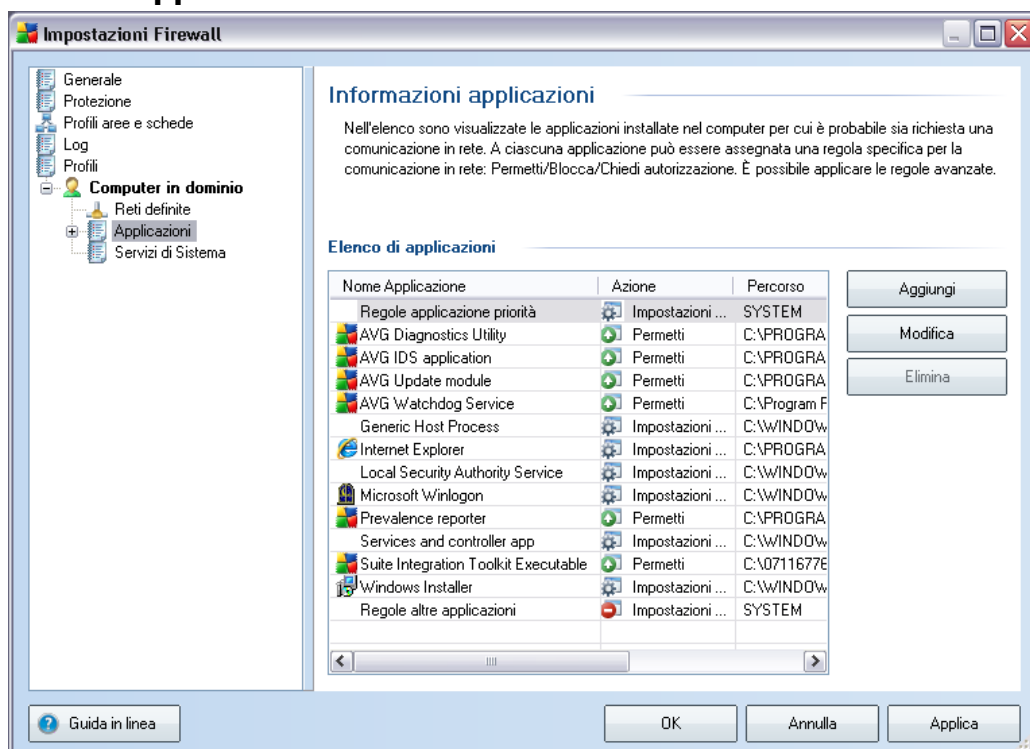 Impostazioni Firewall
Generale
Protezione
Profili aree e schede
Log
Profili
Computer in dominio
Reti definite
Applicazioni
Servizi di Sistema
Informazioni applicazioni
Nell'elenco sono visualizzate le applicazioni installate nel computer per cui è probabile sia richiesta una
comunicazione in rete. A ciascuna applicazione può essere assegnata una regola specifica per la
comunicazione in rete: Permetti/Blocca/Chiedi autorizzazione. È possibile applicare le regole avanzate.
Elenco di applicazioni
Nome Applicazione Azione Percorso
Regole applicazione priorità Impostazioni ... SYSTEM
AVG Diagnostics Utility Permetti C:\PROGRA
AVG IDS application Permetti C:\PROGRA
AVG Update module Permetti C:\PROGRA
AVG Watchdog Service Permetti C:\Program F
Generic Host Process Impostazioni ... C:\WINDOW
Internet Explorer Impostazioni ... C:\PROGRA
Local Security Authority Service Impostazioni ... C:\WINDOW
Microsoft Winlogon Impostazioni ... C:\WINDOW
Prevalence reporter Permetti C:\PROGRA
Services and controller app Impostazioni ... C:\WINDOW
Suite Integration Toolkit Executable Permetti C:\0711677E
Windows Installer Impostazioni ... C:\WINDOW
Regole altre applicazioni Impostazioni ... SYSTEM
Aggiungi
Modifica
Elimina
Guida in linea
OK
Annulla
Applica